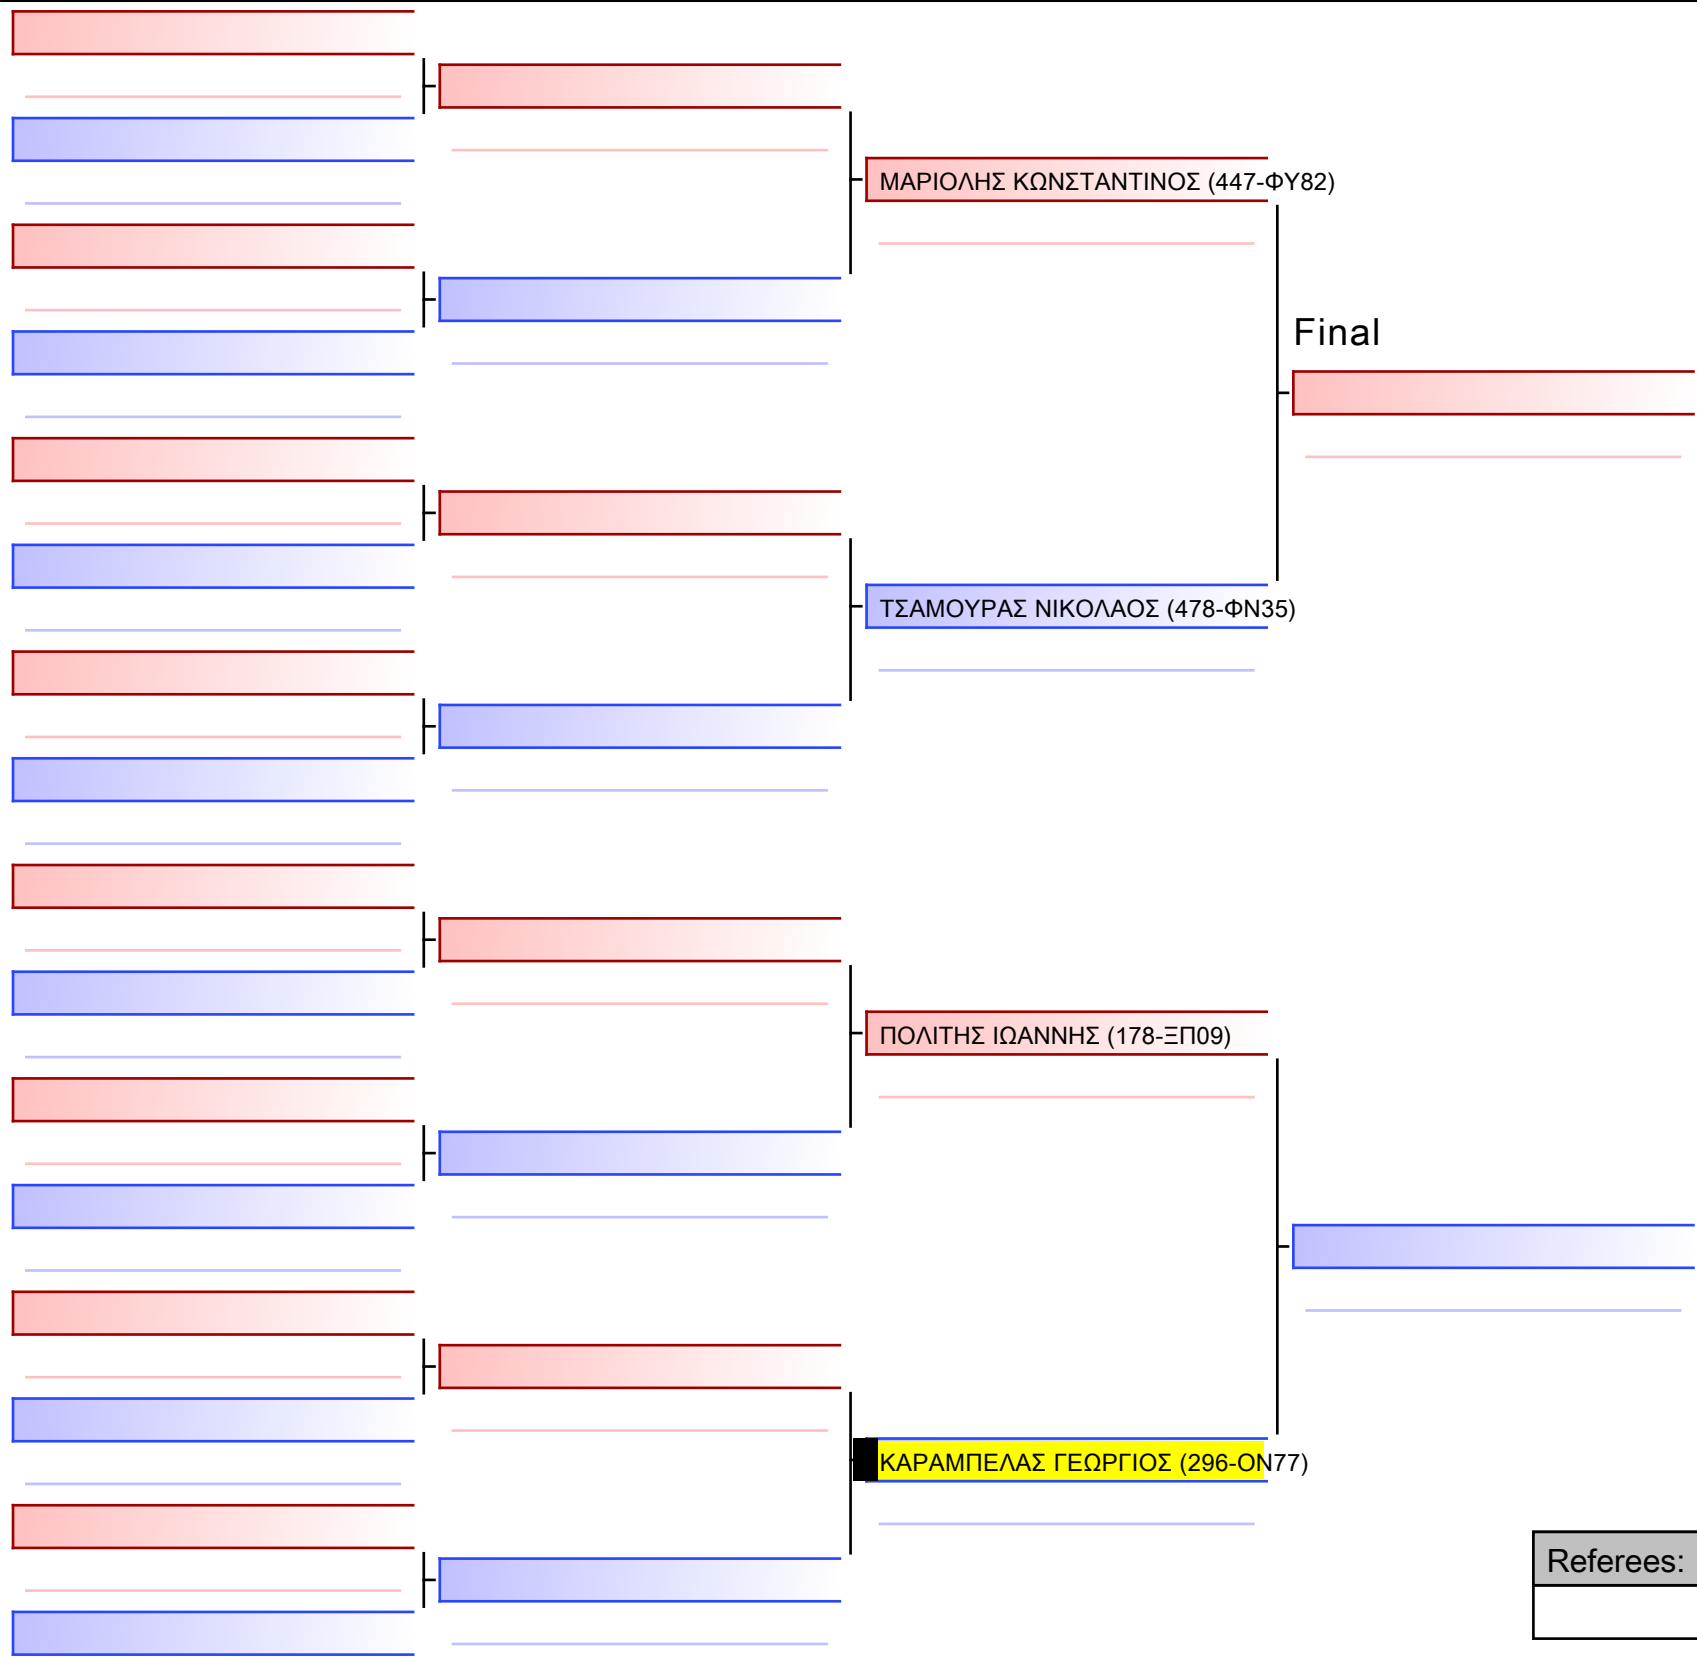 ΜΑΡΙΟΛΗΣ ΚΩΝΣΤΑΝΤΙΝΟΣ (447-ΦΥ82)
Final
ΤΣΑΜΟΥΡΑΣ ΝΙΚΟΛΑΟΣ (478-ΦΝ35)
ΠΟΛΙΤΗΣ ΙΩΑΝΝΗΣ (178-ΞΠ09)
ΚΑΡΑΜΠΕΛΑΣ ΓΕΩΡΓΙΟΣ (296-ΟΝ77)
Referees: